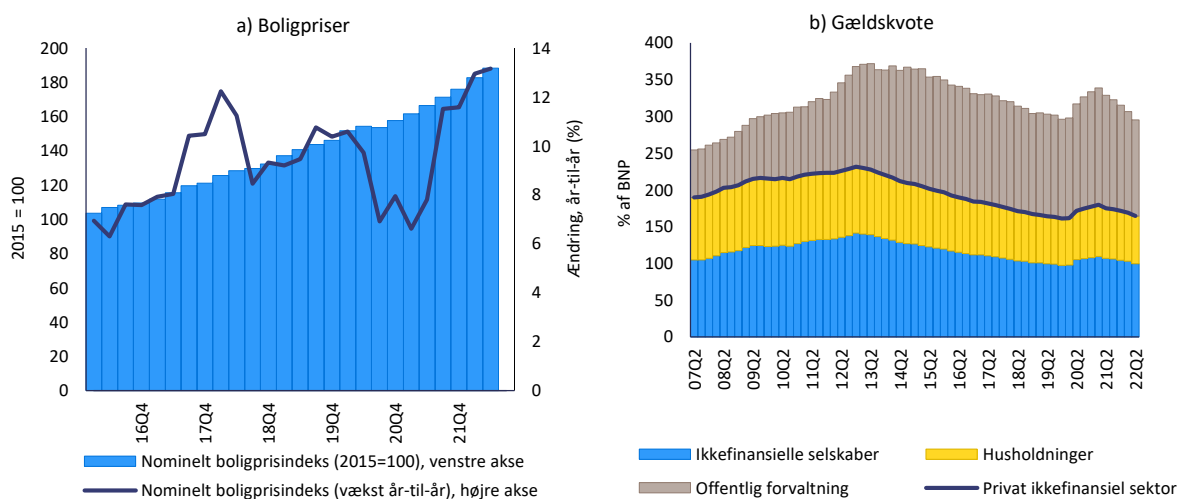 a) Boligpriser
2015 = 100
200
180
160
140
120
100
80
60
40
20
0
14
12
10
8
6
4
2
0
Ændring, år-til-år (%)
16Q4
17Q4
18Q4
19Q4
20Q4
21Q4
Nominelt boligprisindeks (2015=100), venstre akse
Nominelt boligprisindeks (vækst år-til-år), højre akse
b) Gældskvote
% af BNP
400
350
300
250
200
150
100
50
0
07Q2
08Q2
09Q2
10Q2
11Q2
12Q2
13Q2
14Q2
15Q2
16Q2
17Q2
18Q2
19Q2
20Q2
21Q2
22Q2
Ikkefinansielle selskaber
Husholdninger
Offentlig forvaltning
Privat ikkefinansiel sektor